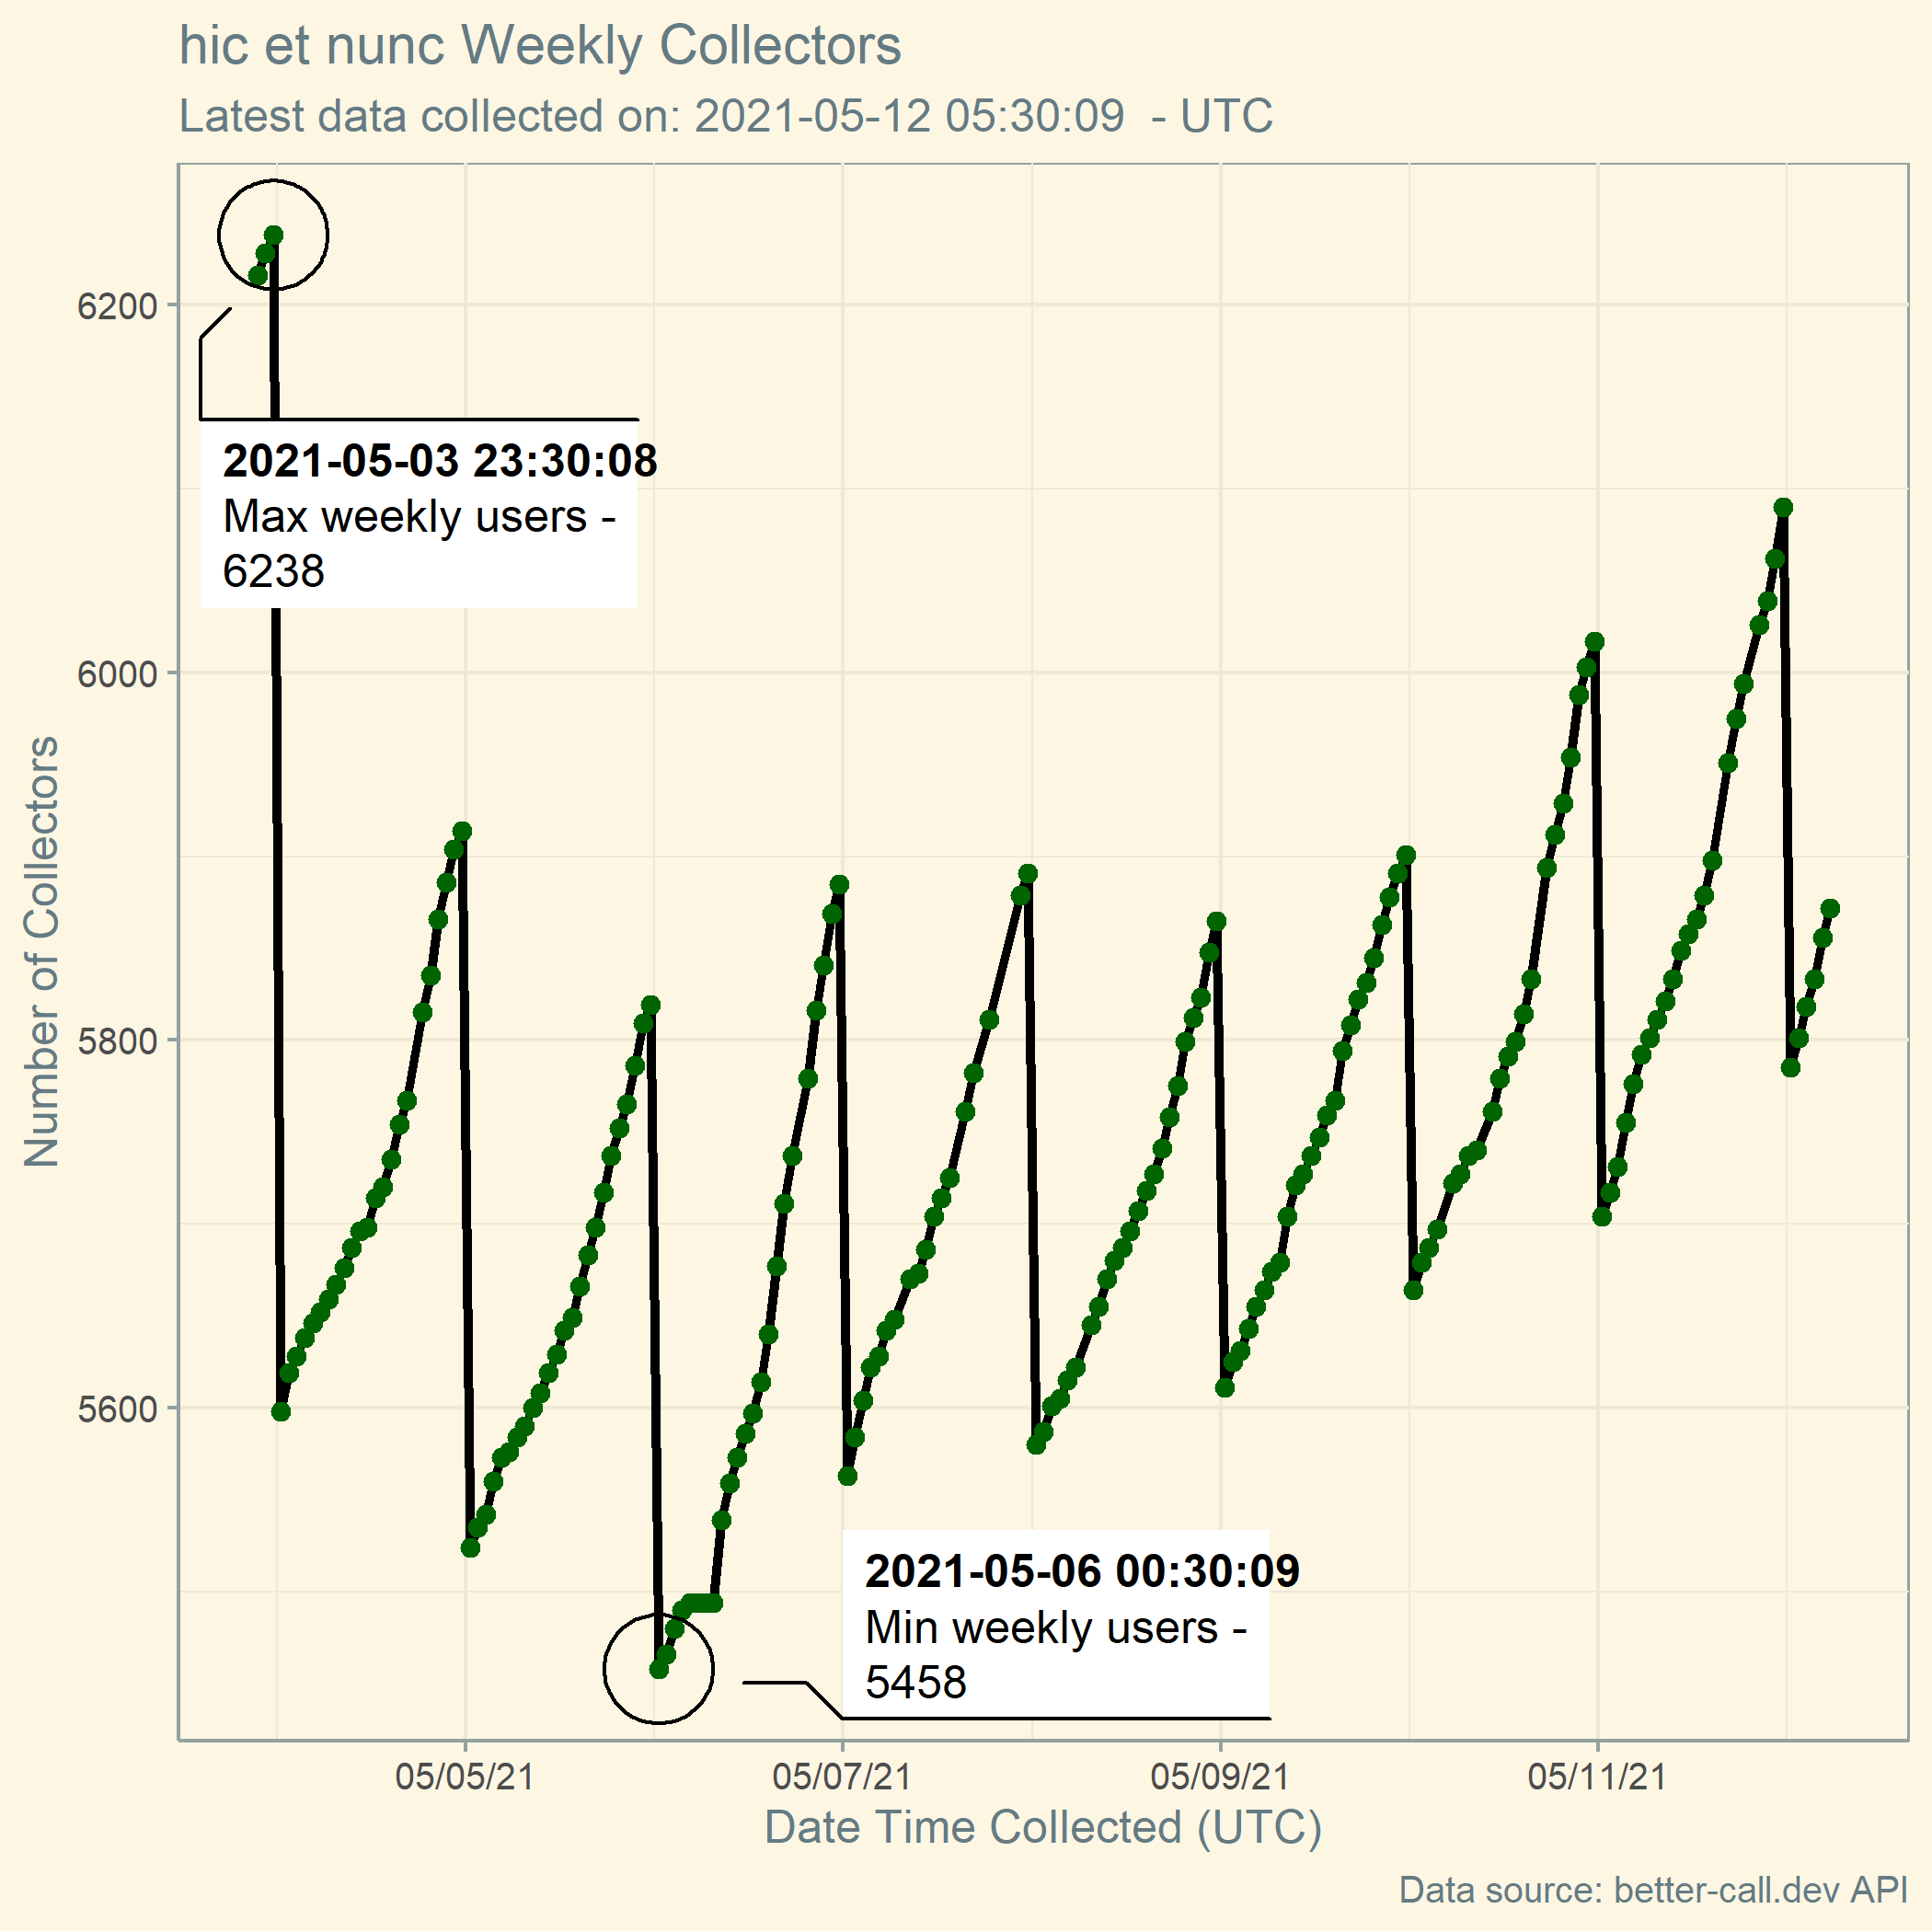 hic et nunc Weekly Collectors
Latest data collected on: 2021-05-12 05:30:09  - UTC
Number of Collectors
6200
6000
5800
5600
2021-05-03 23:30:08
Max weekly users -
6238
2021-05-06 00:30:09
Min weekly users -
5458
05/05/21
05/07/21
05/09/21
05/11/21
Date Time Collected (UTC)
Data source: better-call.dev API